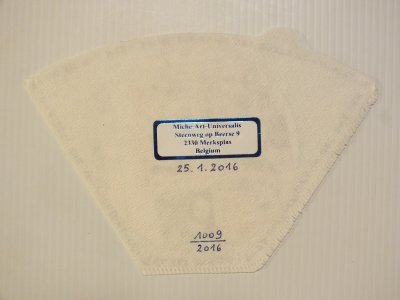 Miche-Art-Universalis
Steenweg op Beerse 9
2330 Merksplas
Belgium
25.1.2016
1009
2016